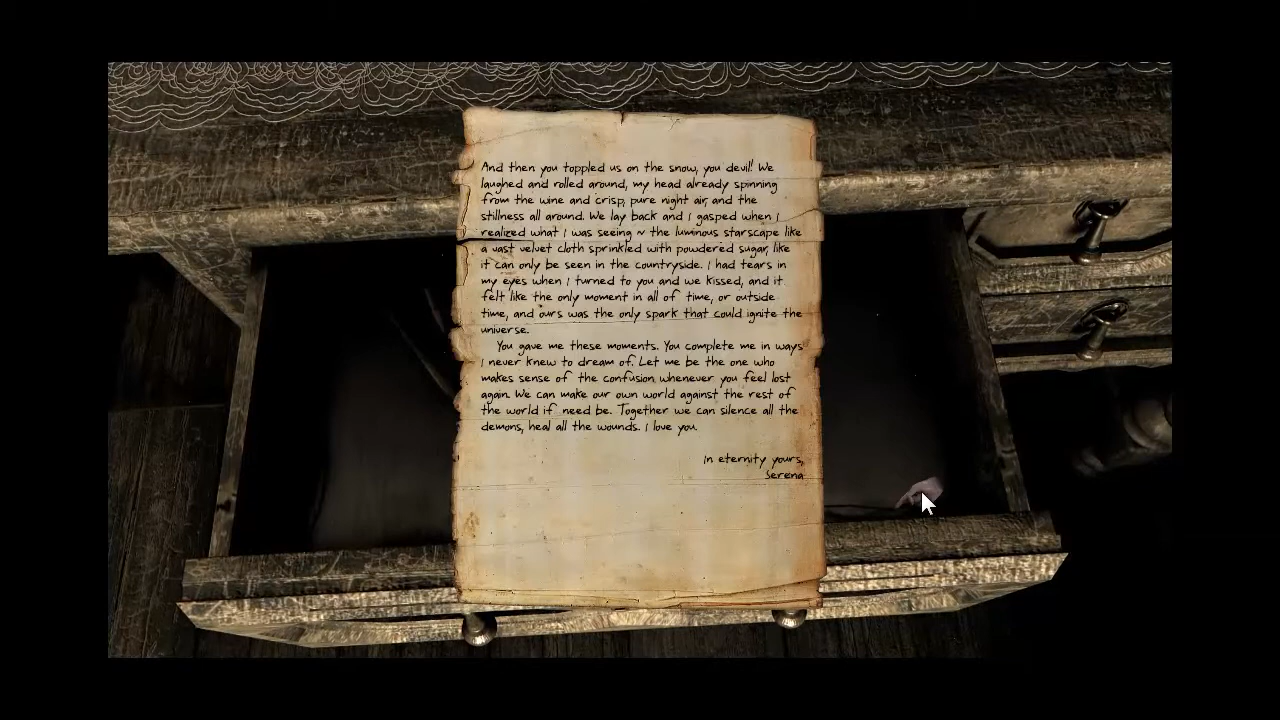 And then you toppled us on the snow, you devil! We
laughed and rolled around, my head already spinning
from the wine and crisp, pure night air, and the
stillness all around. We lay back and I gasped when I
realized what I was seeing ~ the luminous starscape like
a vast velvet cloth sprinkled with powdered sugar, like
it can only be seen in the countryside. I had tears in
my eyes when I turned to you and we kissed, and it
felt like the only moment in all of time, or outside
time, and ours was the only spark that could ignite the
universe.
You gave me these moments. You complete me in ways
I never knew to dream of. Let me be the one who
makes sense of the confusion whenever you feel lost
again. We can make our own world against the rest of
the world if need be. Together we can silence all the
demons, heal all the wounds. I love you.
In eternity yours,
Serena